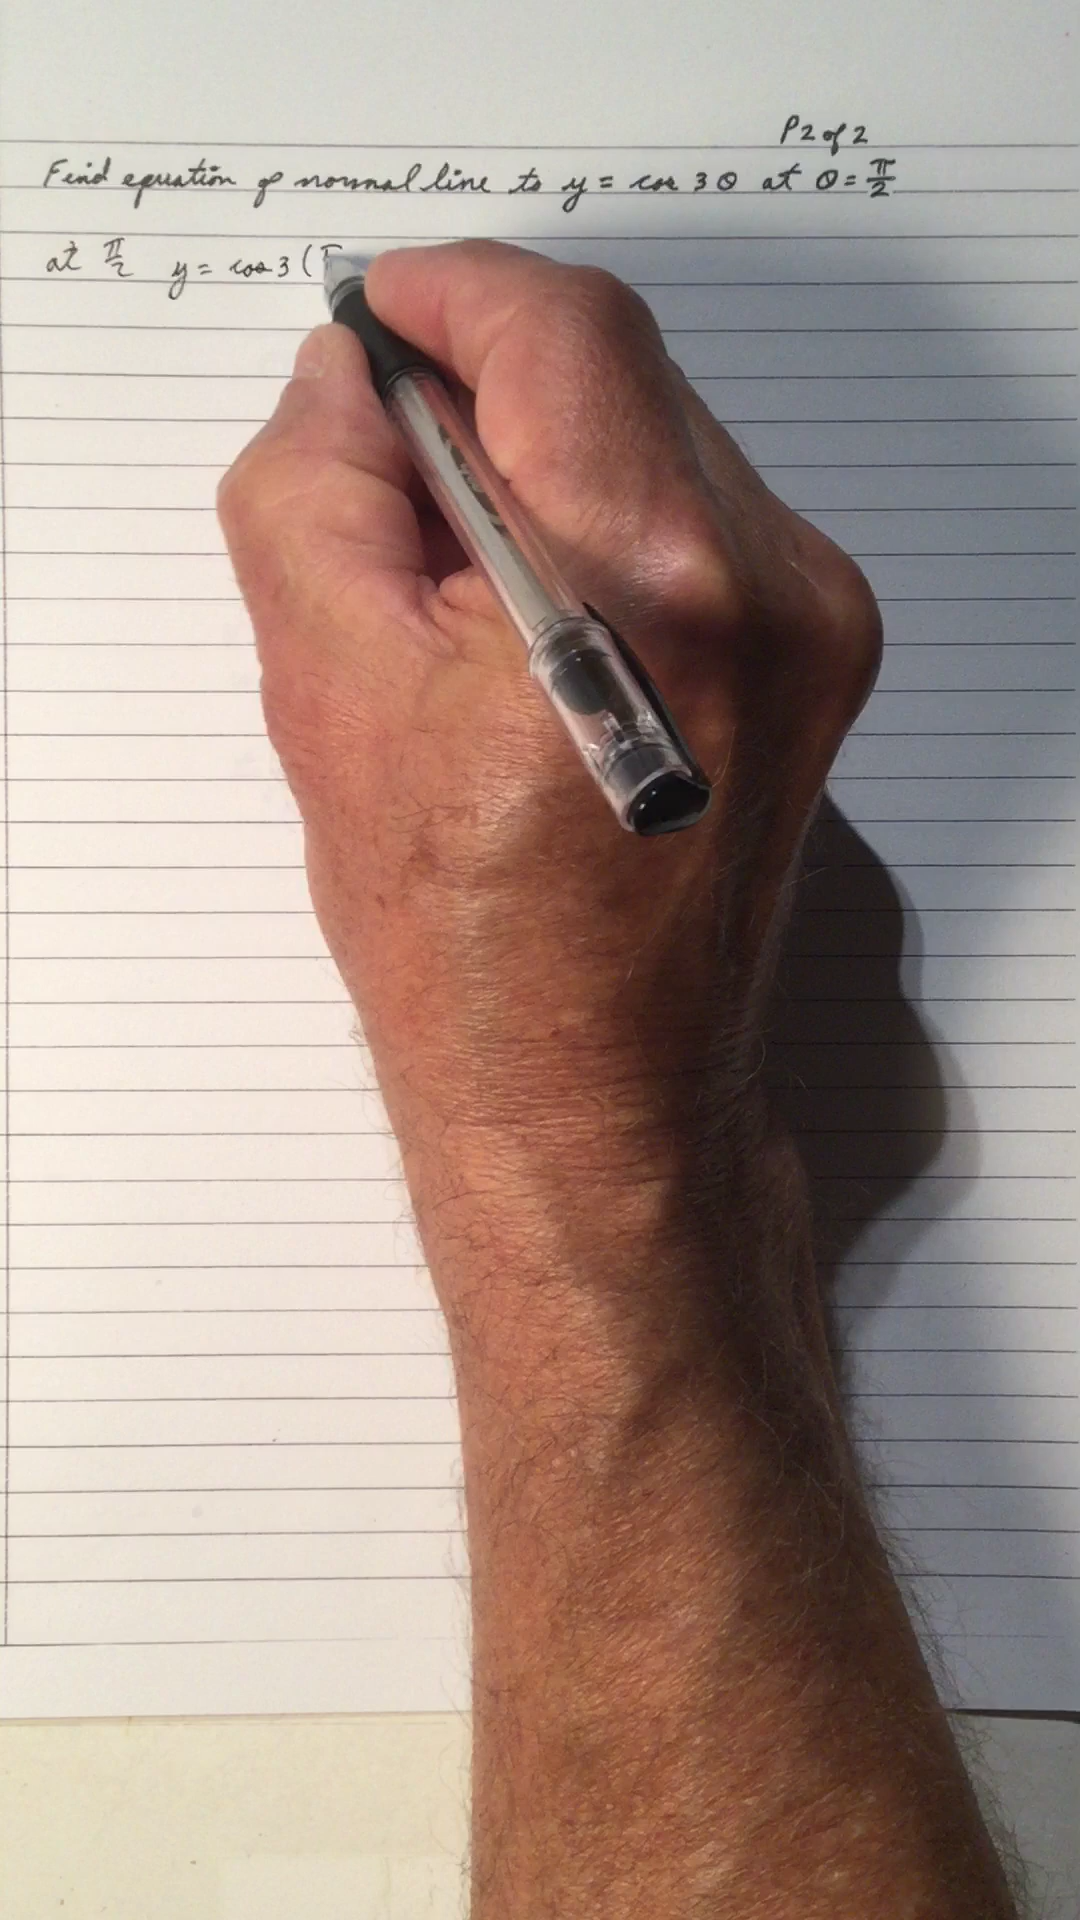 P2 of 2
Find equation of normal line to y = cos 3θ at θ = π/2
at π/2 y = cos 3 (